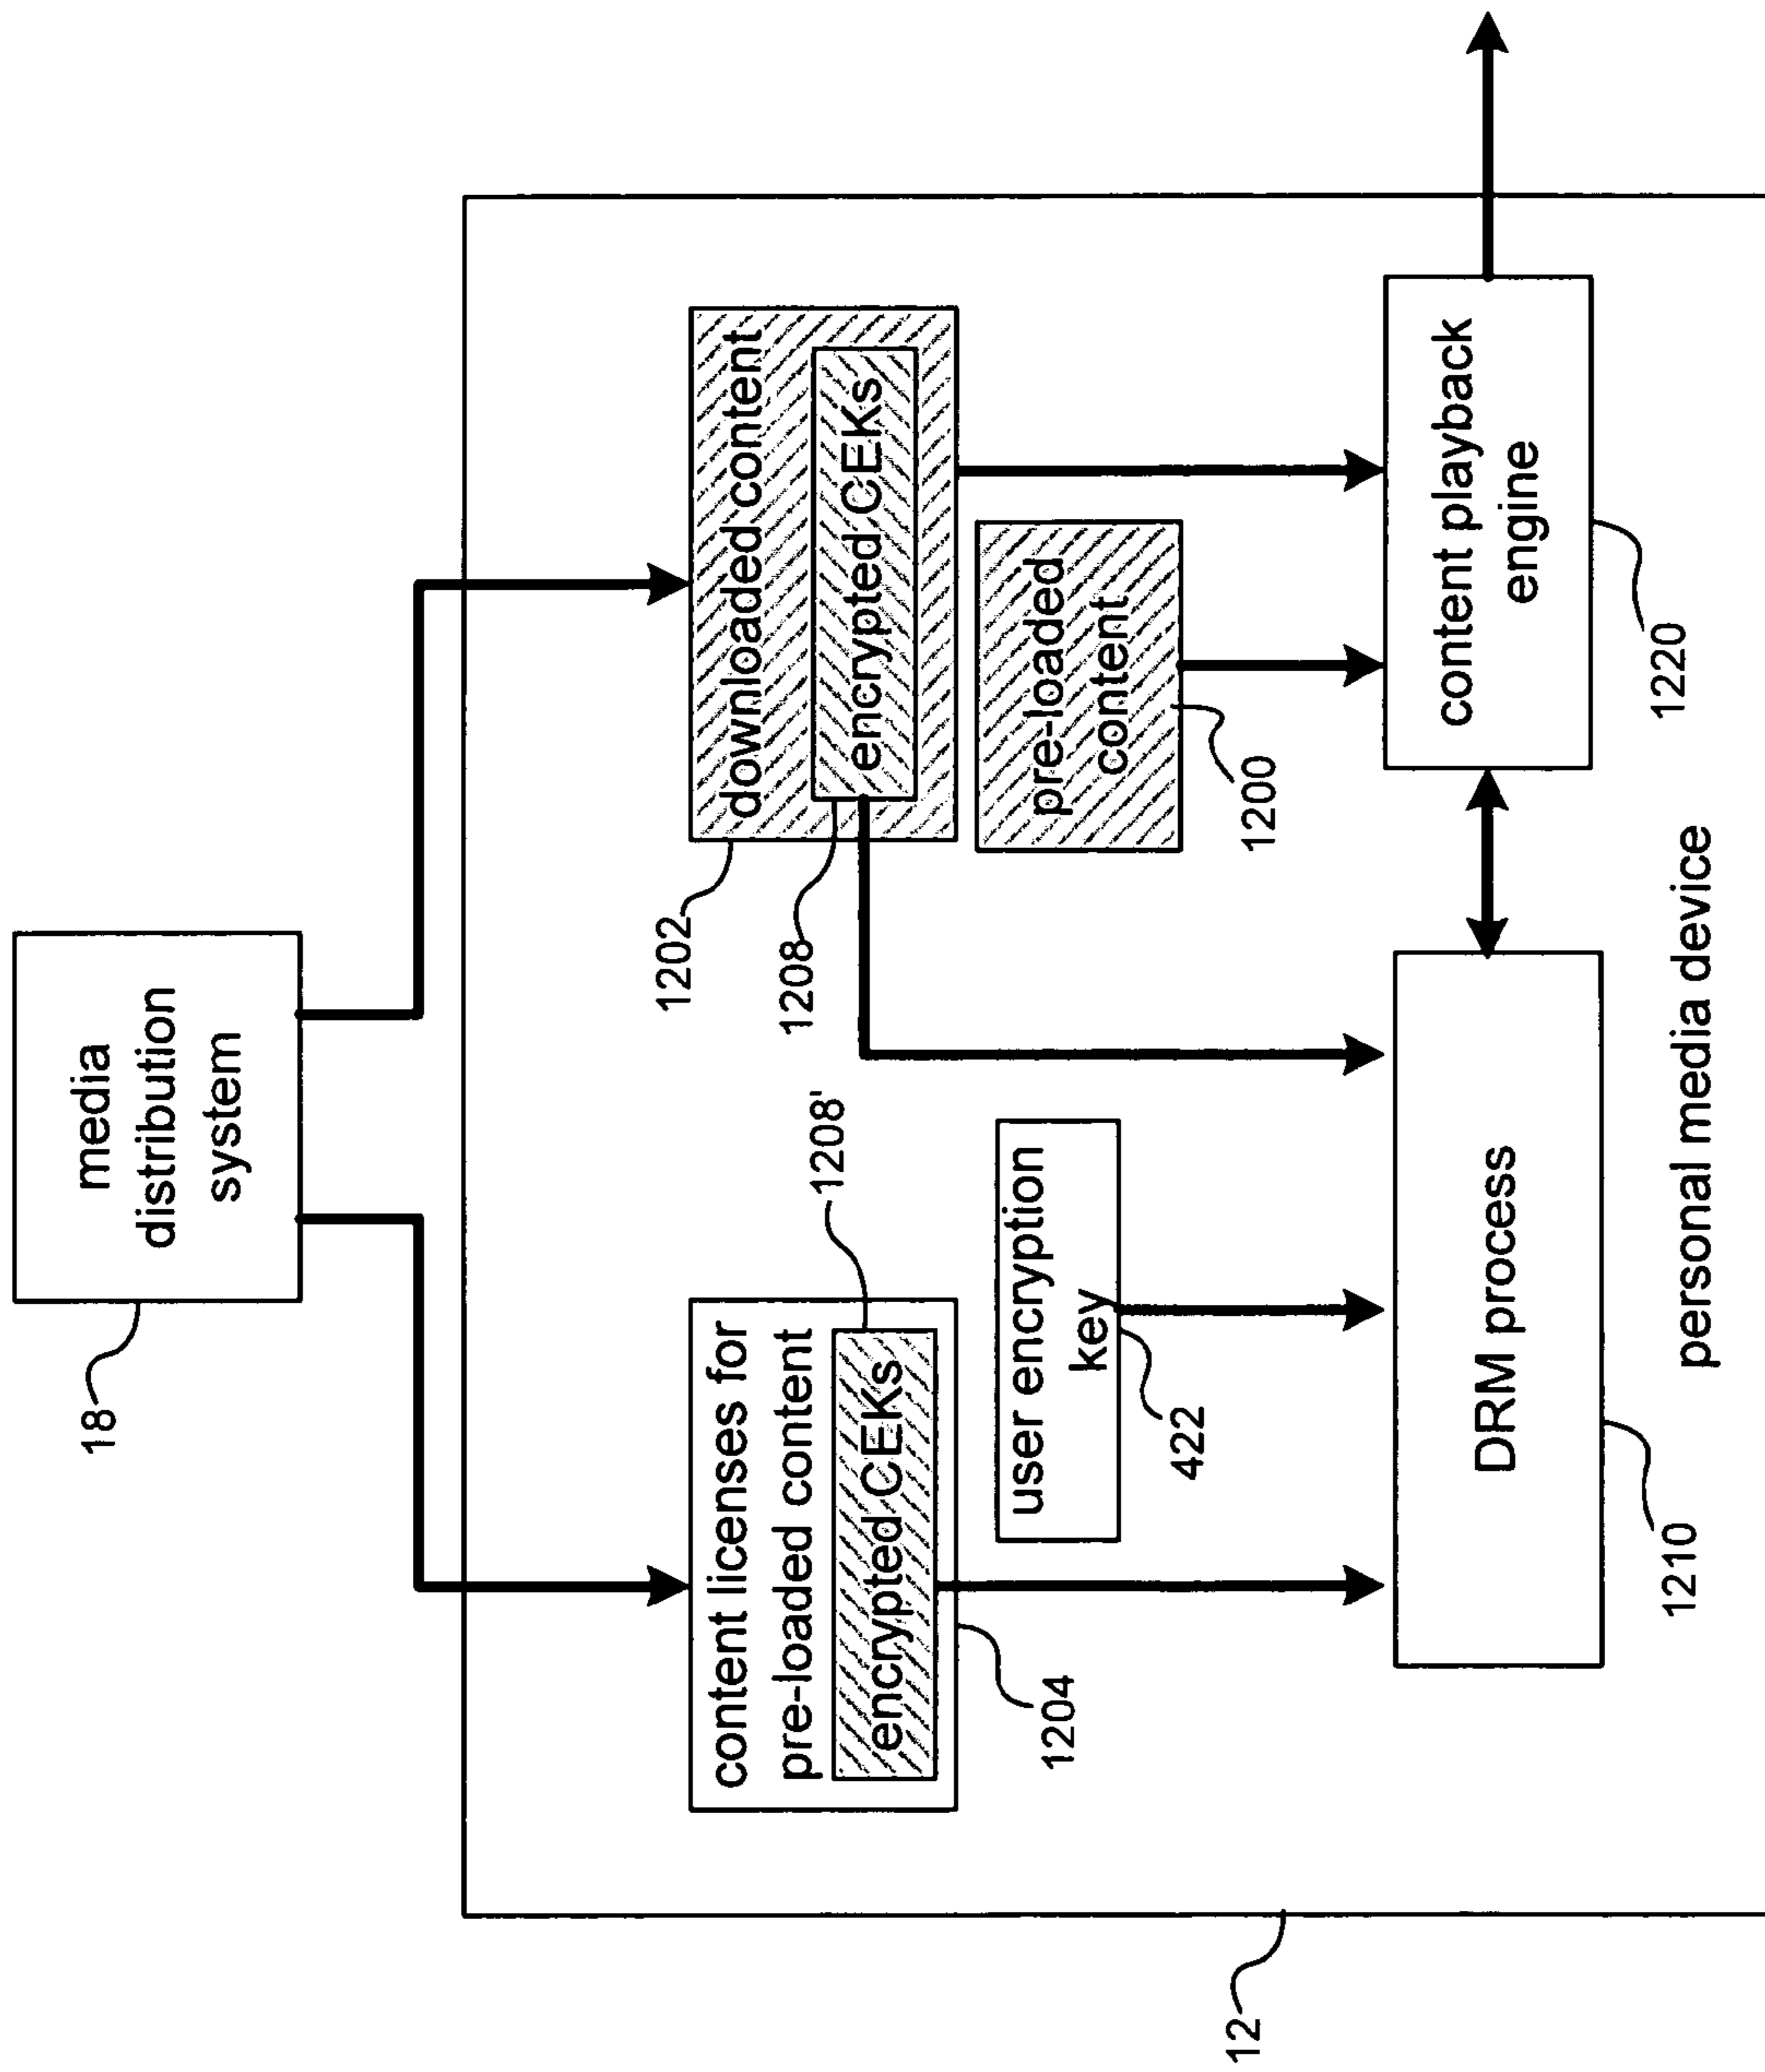 media
distribution
system
18
content licenses for
pre-loaded content
encrypted CEKs
1208'
1204
user encryption
key
422
downloaded content
encrypted CEKs
1202
1208
pre-loaded
content
1200
DRM process
1210
content playback
engine
1220
personal media device
12